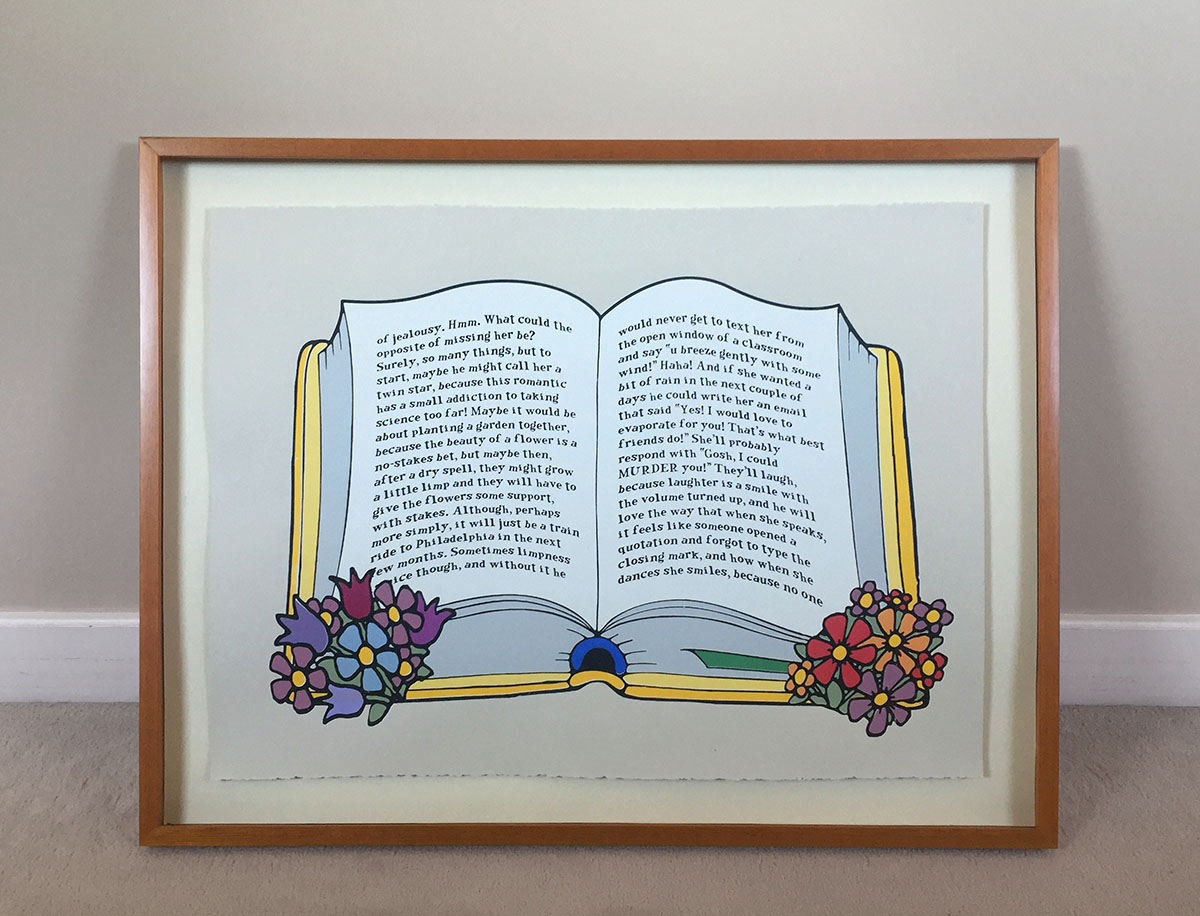 of jealousy. Hmm. What could the
opposite of missing her be?
Surely, so many things, but to
start, maybe he might call her a
twin star, because this romantic
has a small addiction to taking
science too far! Maybe it would be
about planting a garden together,
because the beauty of a flower is a
no-stakes bet, but maybe then,
after a dry spell, they might grow
a little limp and they will have to
give the flowers some support,
with stakes. Although, perhaps
more simply, it will just be a train
ride to Philadelphia in the next
few months. Sometimes limpness
though, and without it he
would never get to text her from
the open window of a classroom
and say "u breeze gently with some
wind!" Haha! And if she wanted a
bit of rain in the next couple of
days he could write her an email
that said "Yes! I would love to
evaporate for you! That's what best
friends do!" She'll probably
respond with "Gosh, I could
MURDER you!" They'll laugh,
because laughter is a smile with
the volume turned up, and he will
love the way that when she speaks,
it feels like someone opened a
quotation and forgot to type the
closing mark, and how when she
dances she smiles, because no one